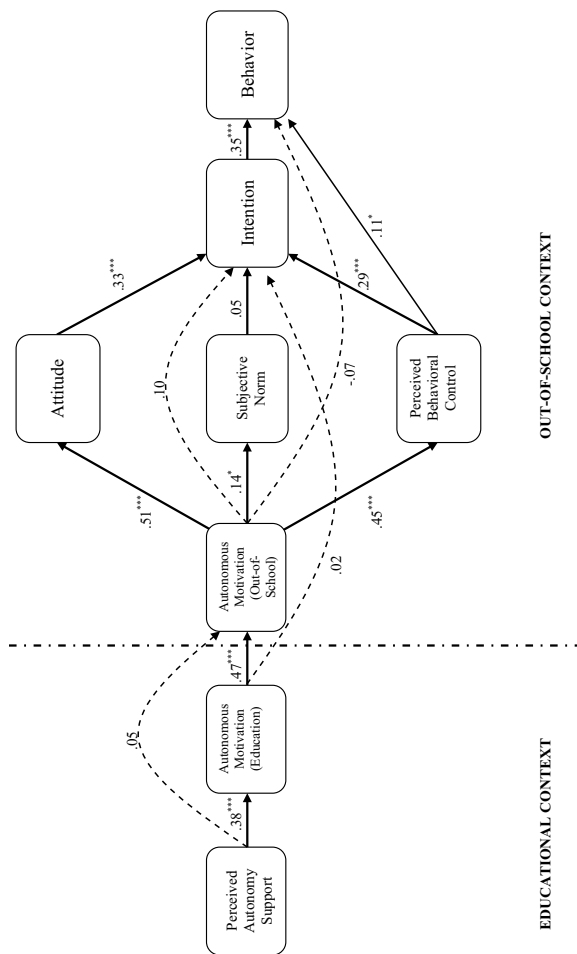 Perceived
Autonomy
Support
.38***
.05
Autonomous
Motivation
(Education)
.47***
.02
Autonomous
Motivation
(Out-of-
School)
.51***
.14*
.45***
.10
-.07
Attitude
Subjective
Norm
Perceived
Behavioral
Control
.33***
.05
.29***
.11*
Intention
.35***
Behavior
EDUCATIONAL CONTEXT
OUT-OF-SCHOOL CONTEXT